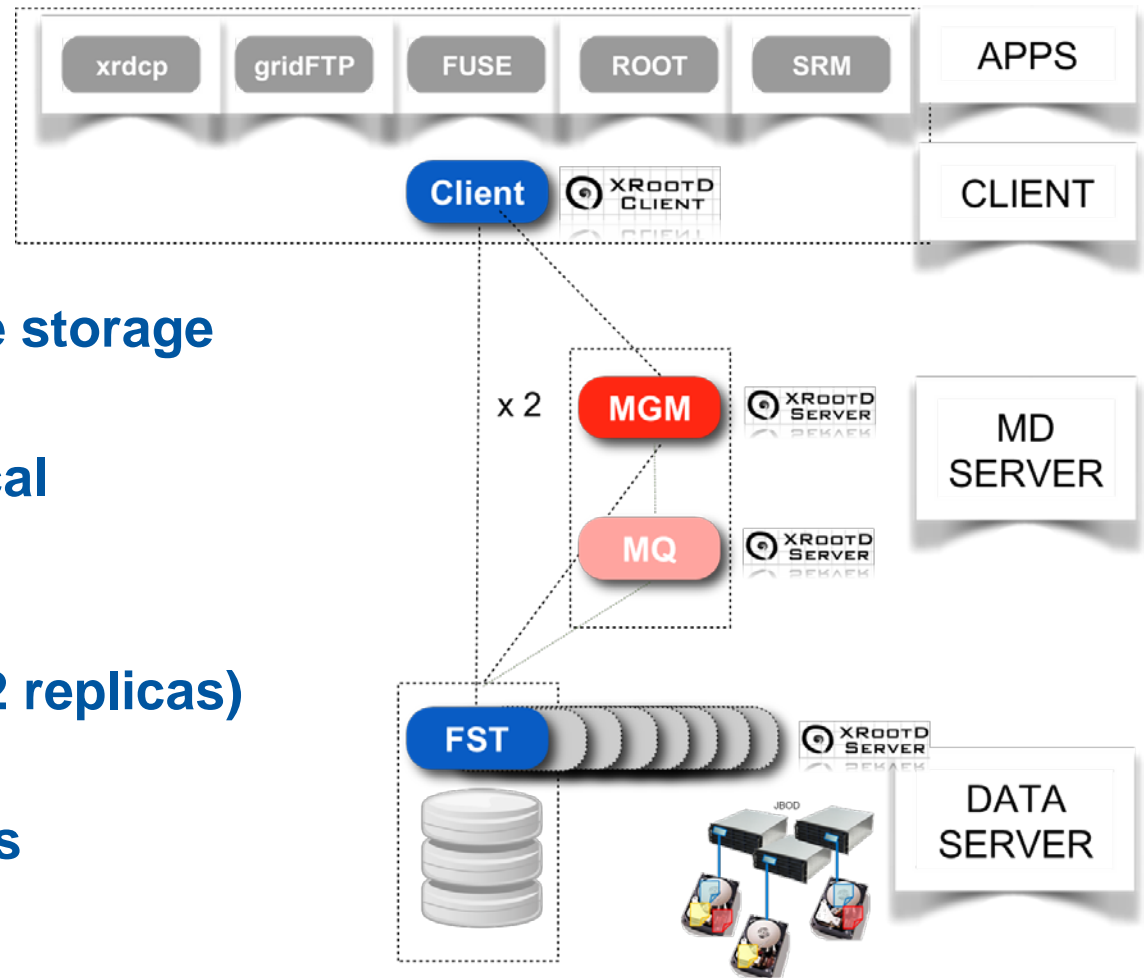 xrdcp
gridFTP
FUSE
ROOT
SRM
APPS
Client
XROOTD
CLIENT
CLIENT
storage
x 2
MGM
XROOTD
SERVER
MD
SERVER
MQ
XROOTD
SERVER
2 replicas)
FST
XROOTD
SERVER
JBOD
DATA
SERVER